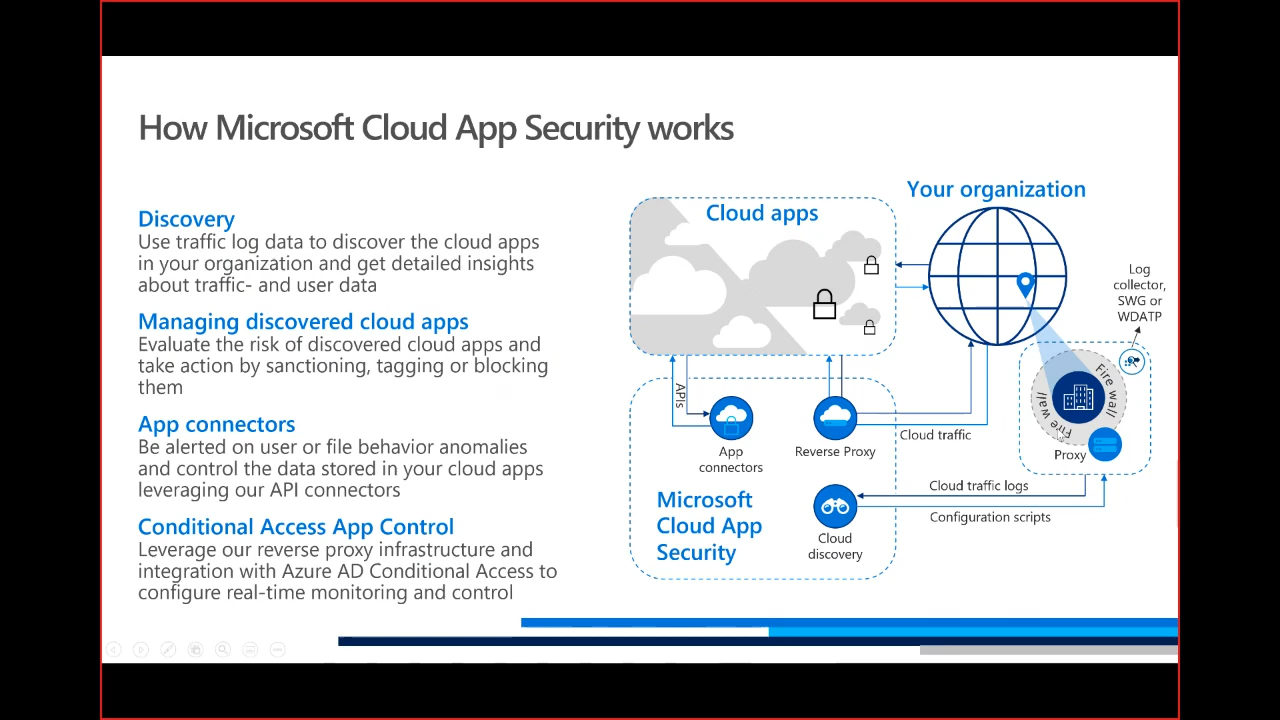 How Microsoft Cloud App Security works
Discovery
Use traffic log data to discover the cloud apps
in your organization and get detailed insights
about traffic- and user data
Managing discovered cloud apps
Evaluate the risk of discovered cloud apps and
take action by sanctioning, tagging or blocking
them
App connectors
Be alerted on user or file behavior anomalies
and control the data stored in your cloud apps
leveraging our API connectors
Conditional Access App Control
Leverage our reverse proxy infrastructure and
integration with Azure AD Conditional Access to
configure real-time monitoring and control
Your organization
Cloud apps
Log
collector,
SWG or
WDATP
Fire wall
Fire wall
Proxy
APIs
App
connectors
Reverse Proxy
Cloud traffic
Cloud traffic logs
Configuration scripts
Microsoft
Cloud App
Security
Cloud
discovery